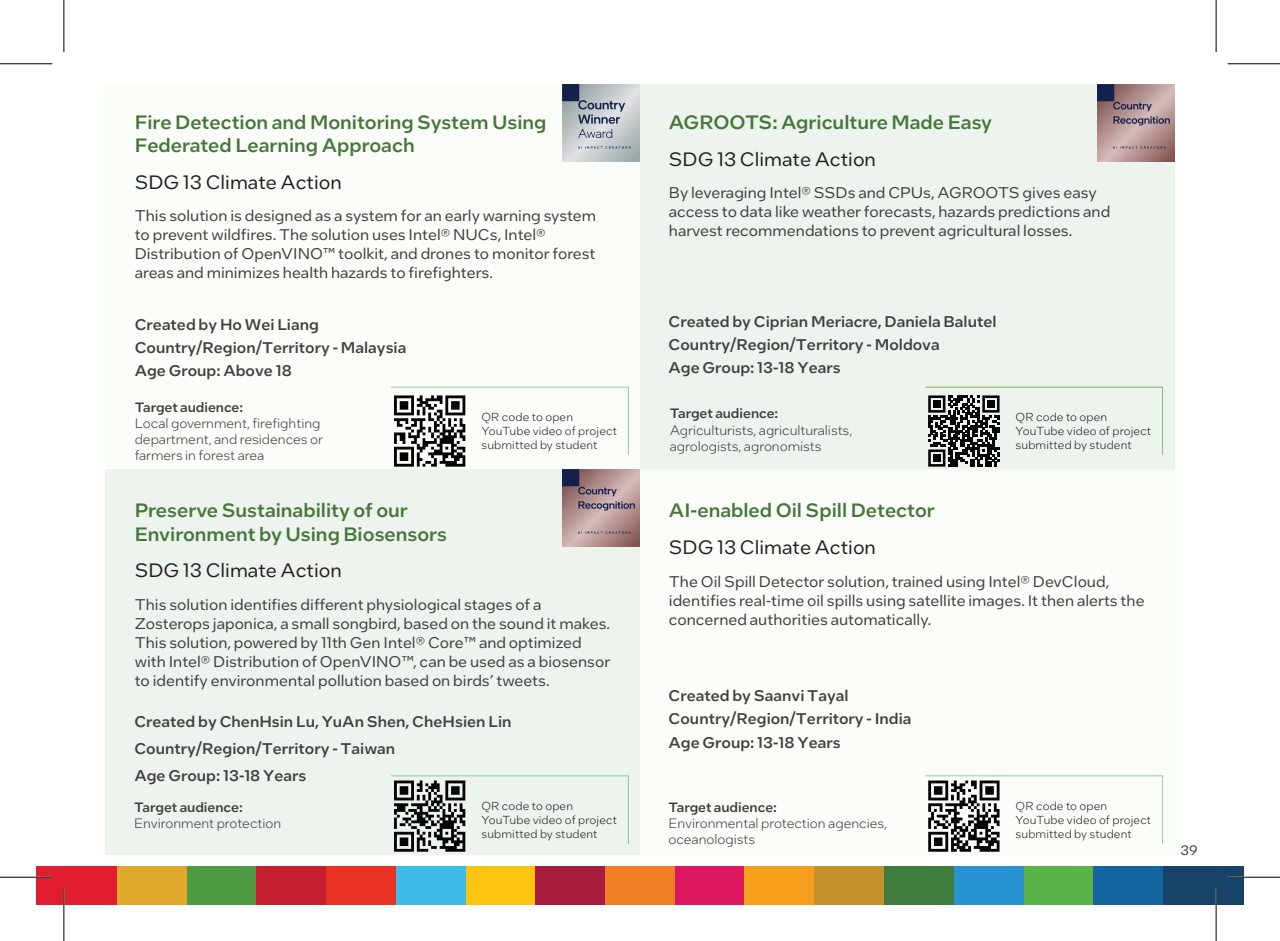 Fire Detection and Monitoring System Using
Federated Learning Approach
Country
Winner
Award
AI IMPACT CREATORS
SDG 13 Climate Action
This solution is designed as a system for an early warning system
to prevent wildfires. The solution uses Intel® NUCs, Intel®
Distribution of OpenVINO™ toolkit, and drones to monitor forest
areas and minimizes health hazards to firefighters.
Created by Ho Wei Liang
Country/Region/Territory - Malaysia
Age Group: Above 18
Target audience:
Local government, firefighting
department, and residences or
farmers in forest area
QR code to open
YouTube video of project
submitted by student
AGROOTS: Agriculture Made Easy
Country
Recognition
AI IMPACT CREATORS
SDG 13 Climate Action
By leveraging Intel® SSDs and CPUs, AGROOTS gives easy
access to data like weather forecasts, hazards predictions and
harvest recommendations to prevent agricultural losses.
Created by Ciprian Meriacre, Daniela Balutel
Country/Region/Territory - Moldova
Age Group: 13-18 Years
Target audience:
Agriculturists, agriculturalists,
agrologists, agronomists
QR code to open
YouTube video of project
submitted by student
Preserve Sustainability of our
Environment by Using Biosensors
Country
Recognition
AI IMPACT CREATORS
SDG 13 Climate Action
This solution identifies different physiological stages of a
Zosterops japonica, a small songbird, based on the sound it makes.
This solution, powered by 11th Gen Intel® Core™ and optimized
with Intel® Distribution of OpenVINO™, can be used as a biosensor
to identify environmental pollution based on birds’ tweets.
Created by ChenHsin Lu, YuAn Shen, CheHsien Lin
Country/Region/Territory - Taiwan
Age Group: 13-18 Years
Target audience:
Environment protection
QR code to open
YouTube video of project
submitted by student
AI-enabled Oil Spill Detector
SDG 13 Climate Action
The Oil Spill Detector solution, trained using Intel® DevCloud,
identifies real-time oil spills using satellite images. It then alerts the
concerned authorities automatically.
Created by Saanvi Tayal
Country/Region/Territory - India
Age Group: 13-18 Years
Target audience:
Environmental protection agencies,
oceanologists
QR code to open
YouTube video of project
submitted by student
39